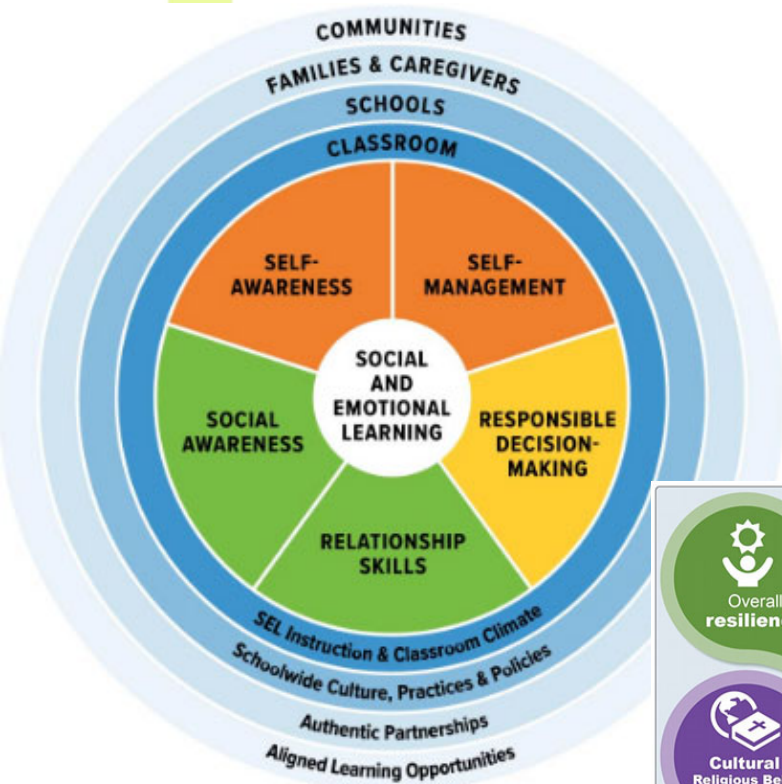 COMMUNITIES
FAMILIES & CAREGIVERS
SCHOOLS
CLASSROOM
SELF-
AWARENESS
SELF-
MANAGEMENT
SOCIAL
AND
EMOTIONAL
LEARNING
SOCIAL
AWARENESS
RESPONSIBLE
DECISION-
MAKING
RELATIONSHIP
SKILLS
SEL Instruction & Classroom Climate
Schoolwide Culture, Practices & Policies
Authentic Partnerships
Aligned Learning Opportunities
Overall
Cultural
Religious